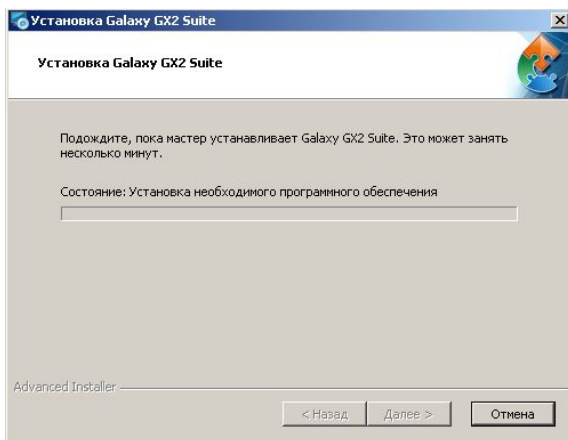 Установка Galaxy GX2 Suite
Установка Galaxy GX2 Suite
Подождите, пока мастер устанавливает Galaxy GX2 Suite. Это может занять
несколько минут.
Состояние: Установка необходимого программного обеспечения
Advanced Installer
< Назад Далее > Отмена